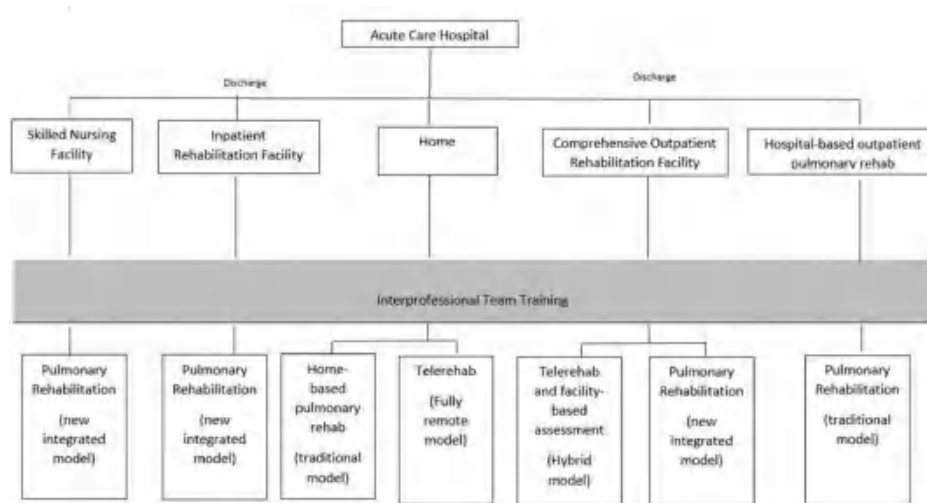 Acute Care Hospital
Discharge
Discharge
Skilled Nursing
Facility
Inpatient
Rehabilitation Facility
Home
Comprehensive Outpatient
Rehabilitation Facility
Hospital-based outpatient
pulmonary rehab
Interprofessional Team Training
Pulmonary
Rehabilitation
(new
integrated
model)
Pulmonary
Rehabilitation
(new
integrated
model)
Home-
based
pulmonary
rehab
(traditional
model)
Telerehab
(Fully
remote
model)
Telerehab
and facility-
based
assessment
(Hybrid
model)
Pulmonary
Rehabilitation
(new
integrated
model)
Pulmonary
Rehabilitation
(traditional
model)